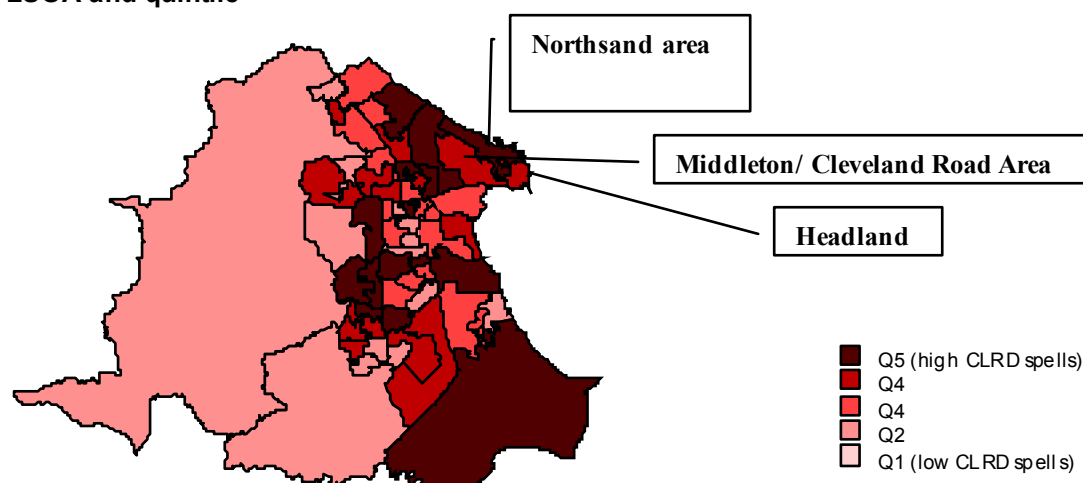 LSOA and quintile
Northsand area
Middleton/ Cleveland Road Area
Headland
Q5 (high CLRD spells)
Q4
Q4
Q2
Q1 (low CLRD spells)